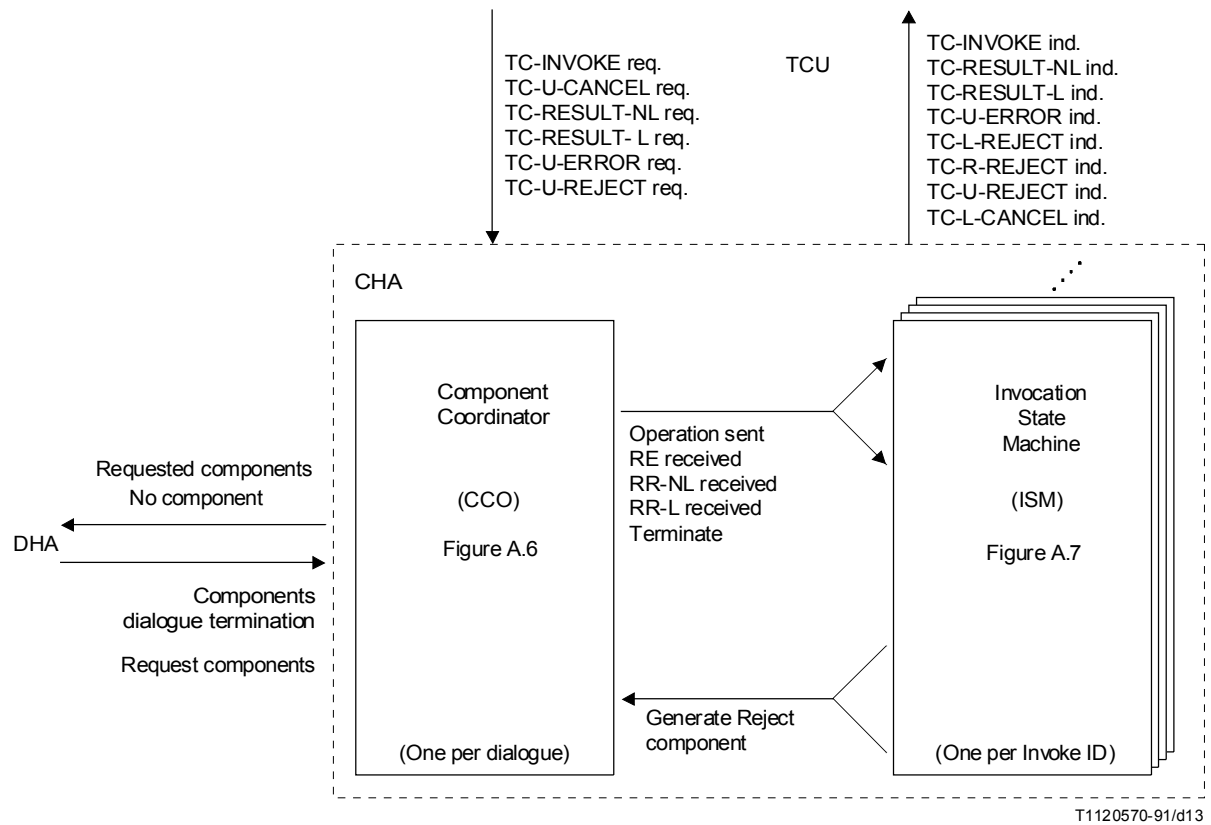 TC-INVOKE req.
TC-U-CANCEL req.
TC-RESULT-NL req.
TC-RESULT- L req.
TC-U-ERROR req.
TC-U-REJECT req.
TCU
TC-INVOKE ind.
TC-RESULT-NL ind.
TC-RESULT-L ind.
TC-U-ERROR ind.
TC-L-REJECT ind.
TC-R-REJECT ind.
TC-U-REJECT ind.
TC-L-CANCEL ind.
CHA
Component
Coordinator
(CCO)
Figure A.6
(One per dialogue)
Operation sent
RE received
RR-NL received
RR-L received
Terminate
Generate Reject
component
Invocation
State
Machine
(ISM)
Figure A.7
(One per Invoke ID)
Requested components
No component
DHA
Components
dialogue termination
Request components
T1120570-91/d13